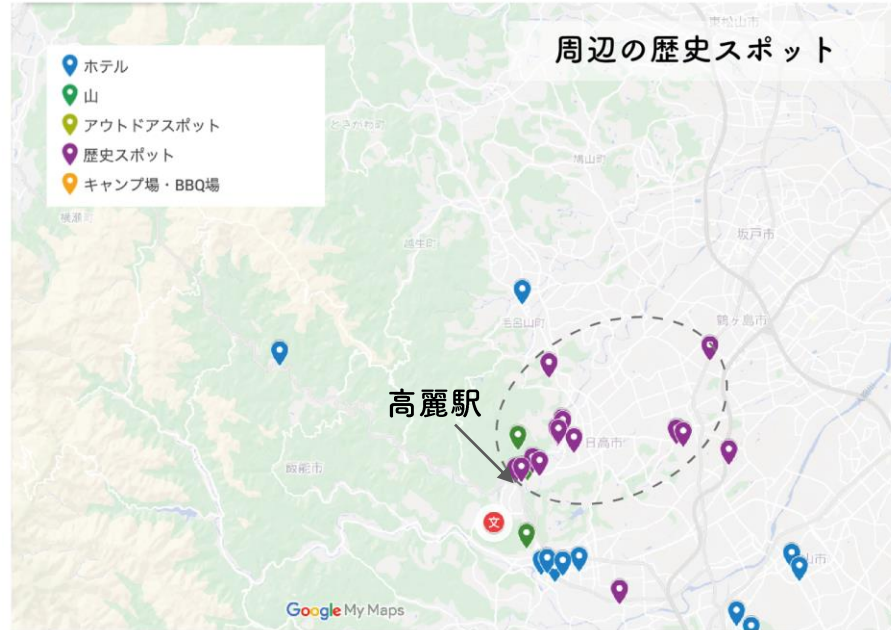 東松山市
周辺の歴史スポット
ホテル
山
アウトドアスポット
歴史スポット
キャンプ場・BBQ場
ときがわ町
鳩山町
横瀬町
坂戸市
越生町
毛呂山町
鶴ヶ島市
高麗駅
日高市
飯能市
文
山市
Google My Maps